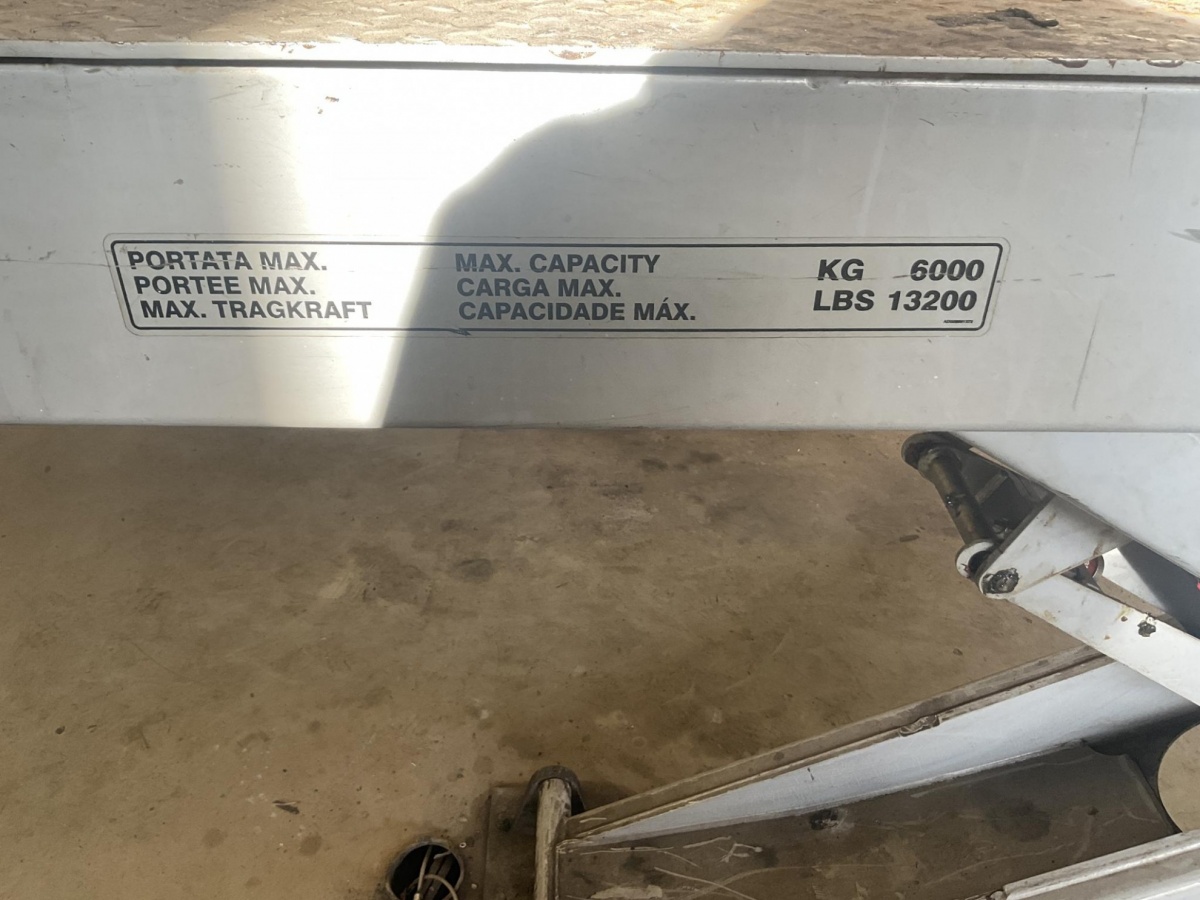 PORTATA MAX.
PORTEE MAX.
MAX. TRAGKRAFT
MAX. CAPACITY
CARGA MAX.
CAPACIDADE MÁX.
KG 6000
LBS 13200